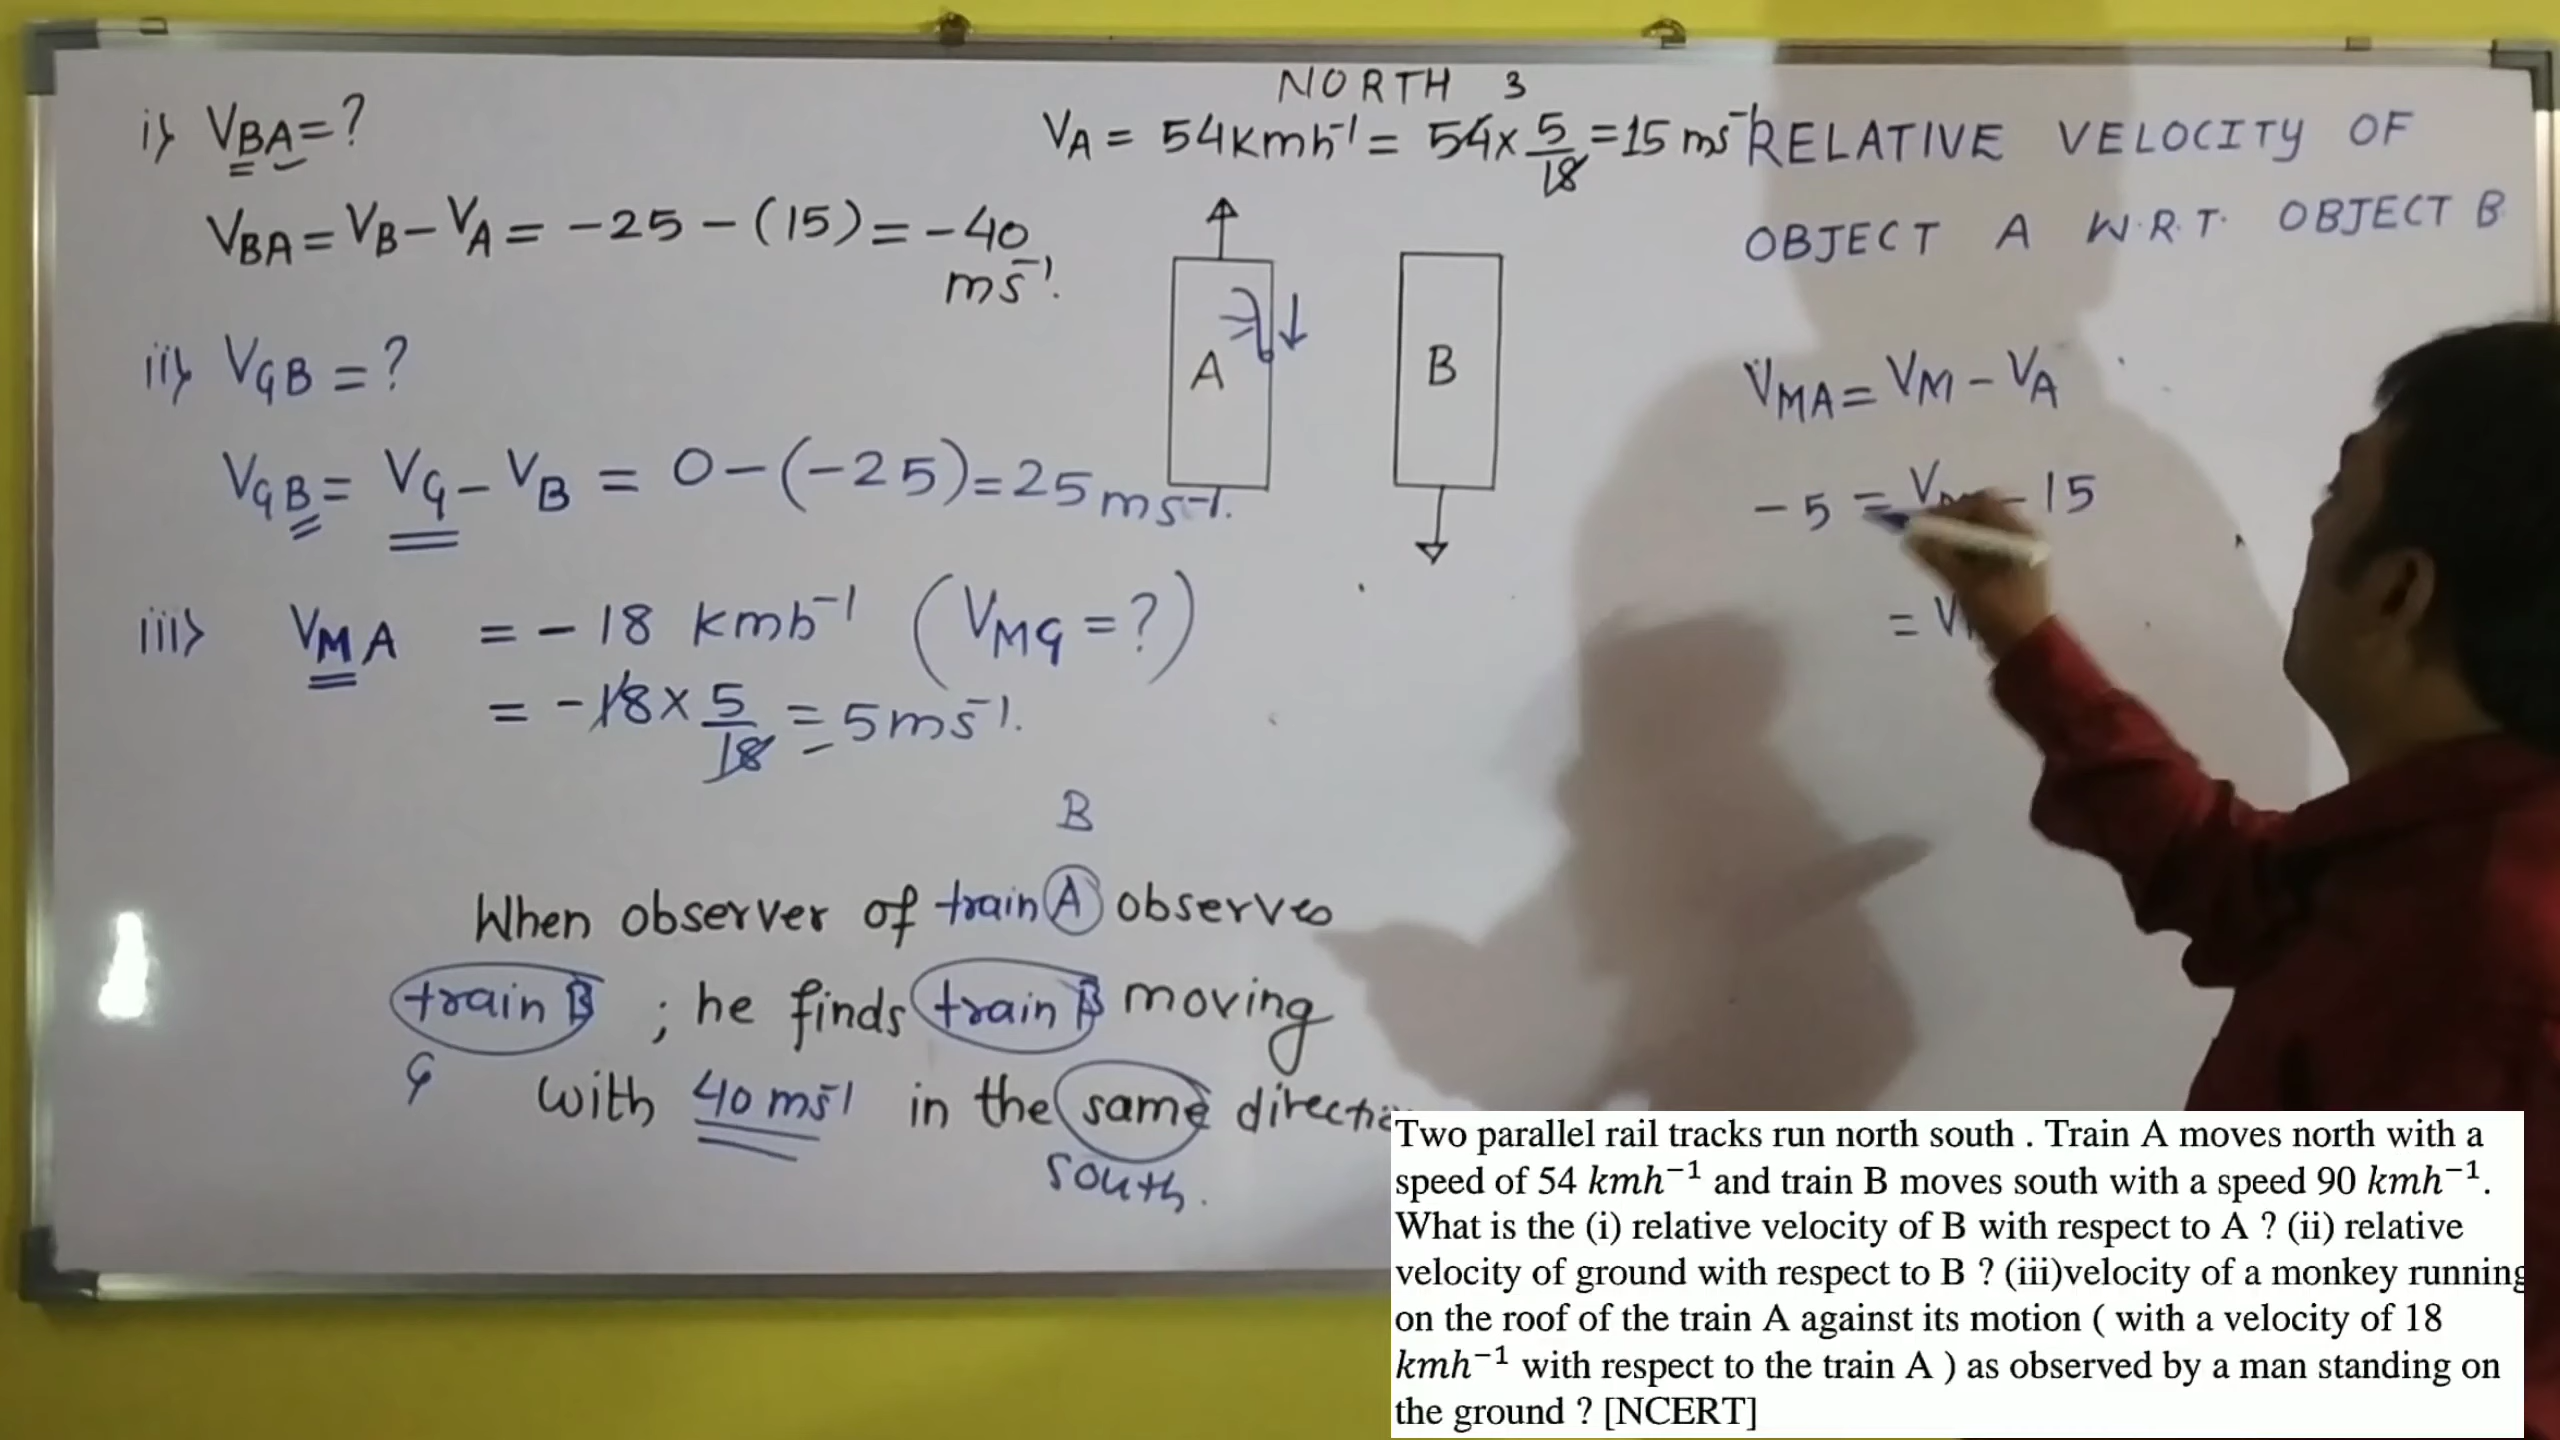 i) VBA = ?
VBA = VB - VA = -25 - (15) = -40
ms⁻¹.
ii) VGB = ?
VGB = VG - VB = 0 - (-25) = 25 ms⁻¹.
iii) VMA = -18 kmh⁻¹ (VMG = ?)
= -18 × 5/18 = 5 ms⁻¹.
B
When observer of train A observes
train B ; he finds train B moving
G
with 40 ms⁻¹ in the same
south.
NORTH 3
VA = 54 kmh⁻¹ = 54 × 5/18 = 15 ms⁻¹
A
B
RELATIVE VELOCITY OF
OBJECT A W.R.T. OBJECT B
VMA = VM - VA
-5 = - 15
=
Two parallel rail tracks run north south . Train A moves north with a
speed of 54 kmh⁻¹ and train B moves south with a speed 90 kmh⁻¹.
What is the (i) relative velocity of B with respect to A ? (ii) relative
velocity of ground with respect to B ? (iii)velocity of a monkey running
on the roof of the train A against its motion ( with a velocity of 18
kmh⁻¹ with respect to the train A ) as observed by a man standing on
the ground ? [NCERT]